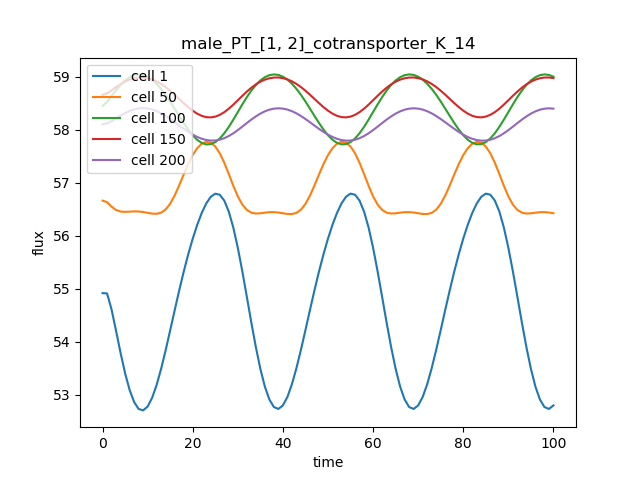 male_PT_[1, 2]_cotransporter_K_14
cell 1
cell 50
cell 100
cell 150
cell 200
59
58
57
56
55
54
53
flux
0 20 40 60 80 100
time